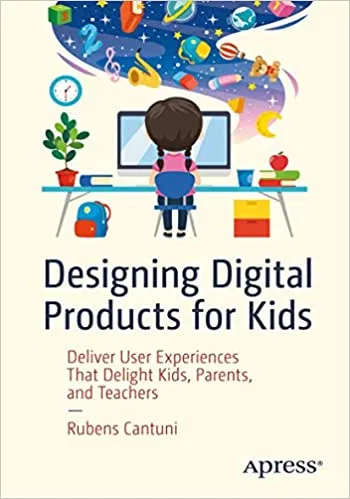 Designing Digital
Products for Kids
Deliver User Experiences
That Delight Kids, Parents,
and Teachers
—
Rubens Cantuni
Apress®